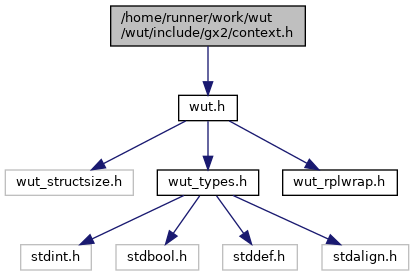 /home/runner/work/wut
/wut/include/gx2/context.h
wut.h
wut_structsize.h
wut_types.h
wut_rplwrap.h
stdint.h
stdbool.h
stddef.h
stdalign.h